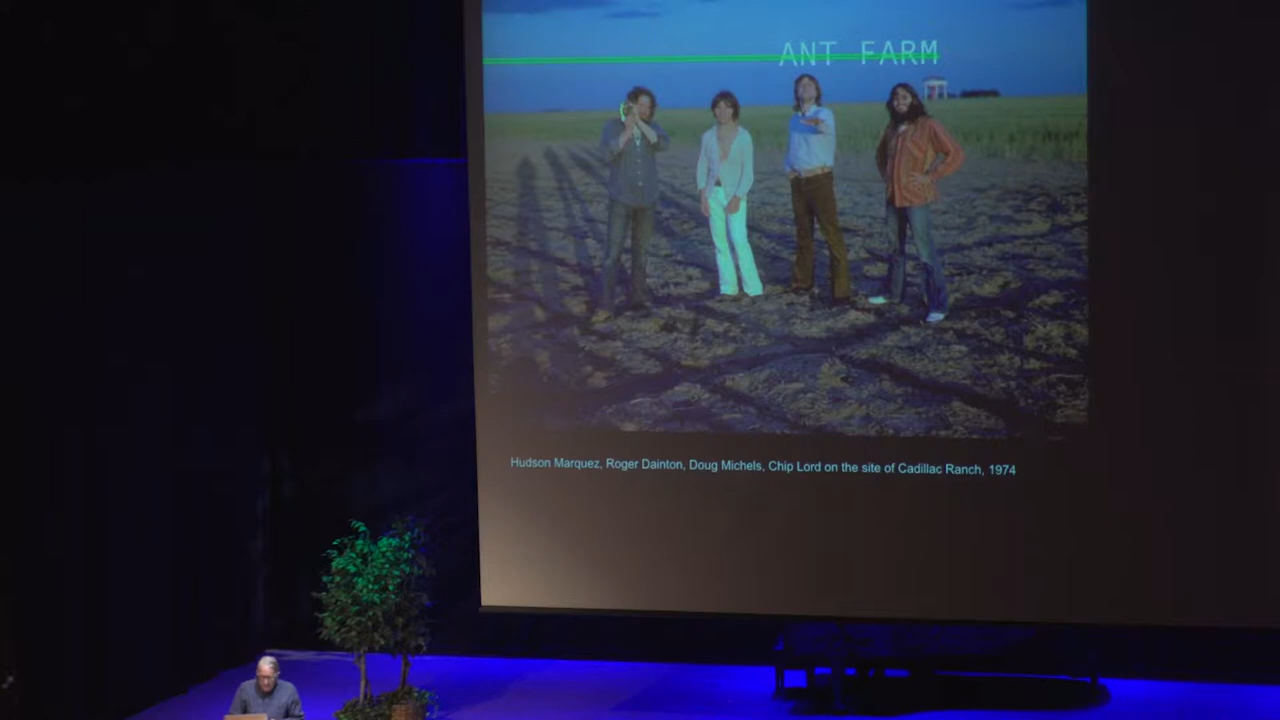 ANT FARM
Hudson Marquez, Roger Dainton, Doug Michels, Chip Lord on the site of Cadillac Ranch, 1974